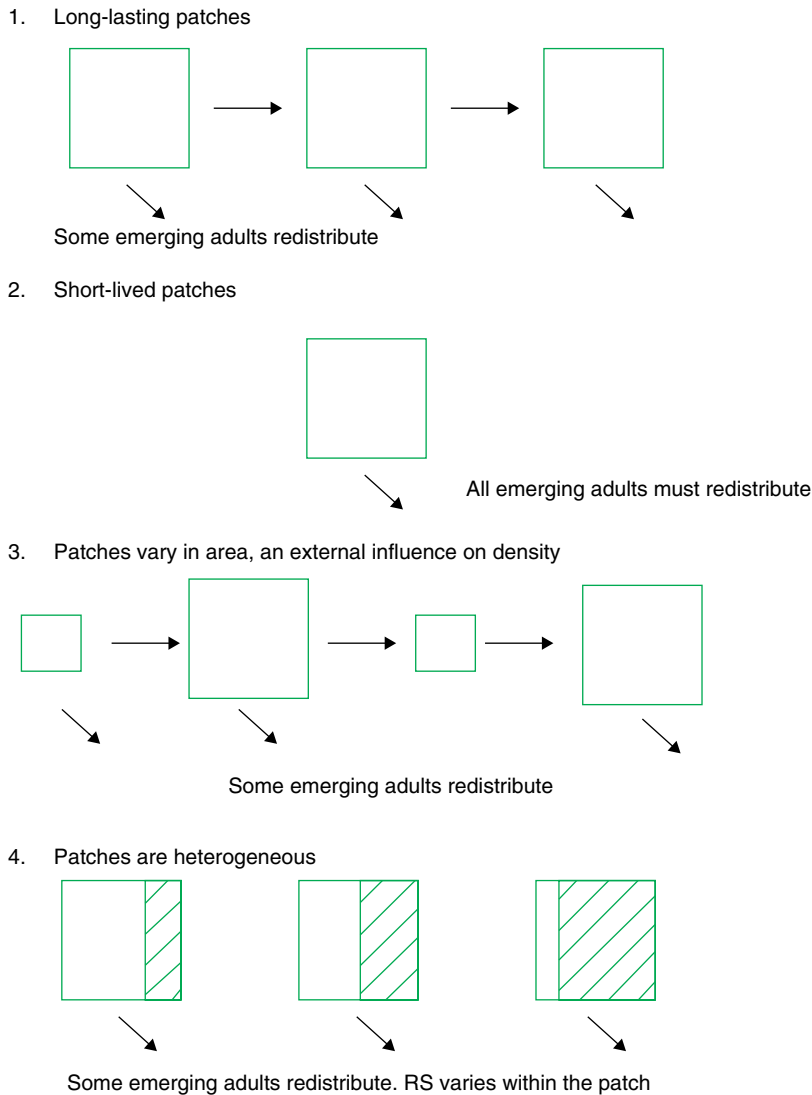 1. Long-lasting patches
Some emerging adults redistribute
2. Short-lived patches
All emerging adults must redistribute
3. Patches vary in area, an external influence on density
Some emerging adults redistribute
4. Patches are heterogeneous
Some emerging adults redistribute. RS varies within the patch